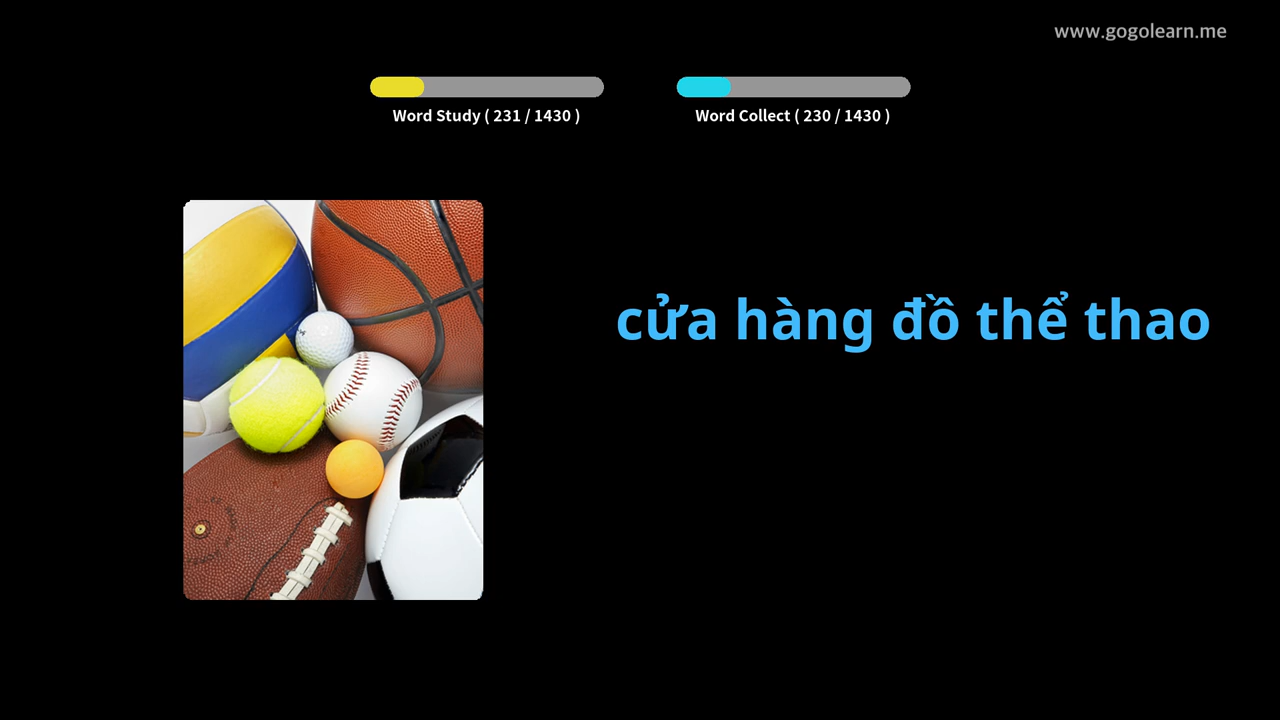 www.gogolearn.me
Word Study ( 231 / 1430 )
Word Collect ( 230 / 1430 )
cửa hàng đồ thể thao